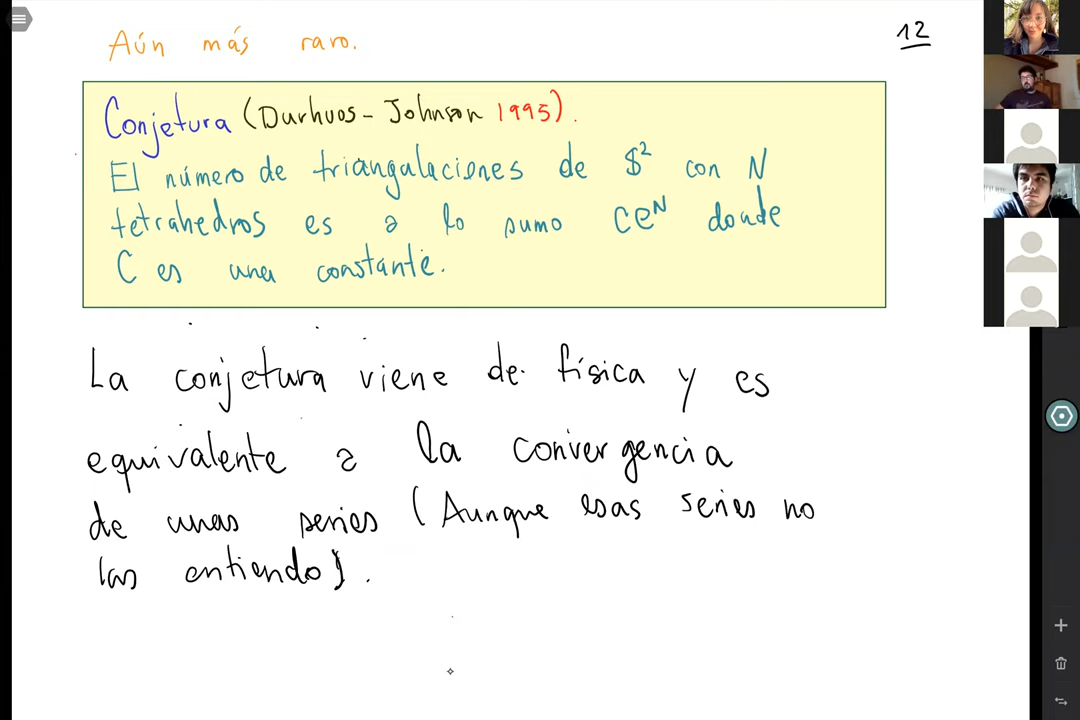 Aún más raro.
12
Conjetura (Durhuus - Johnson 1995).
El número de triangulaciones de $² con N
tetrahedros es a lo sumo Ce^N donde
C es una constante.
La conjetura viene de física y es
equivalente a la convergencia
de unas series (Aunque esas series no
las entiendo).